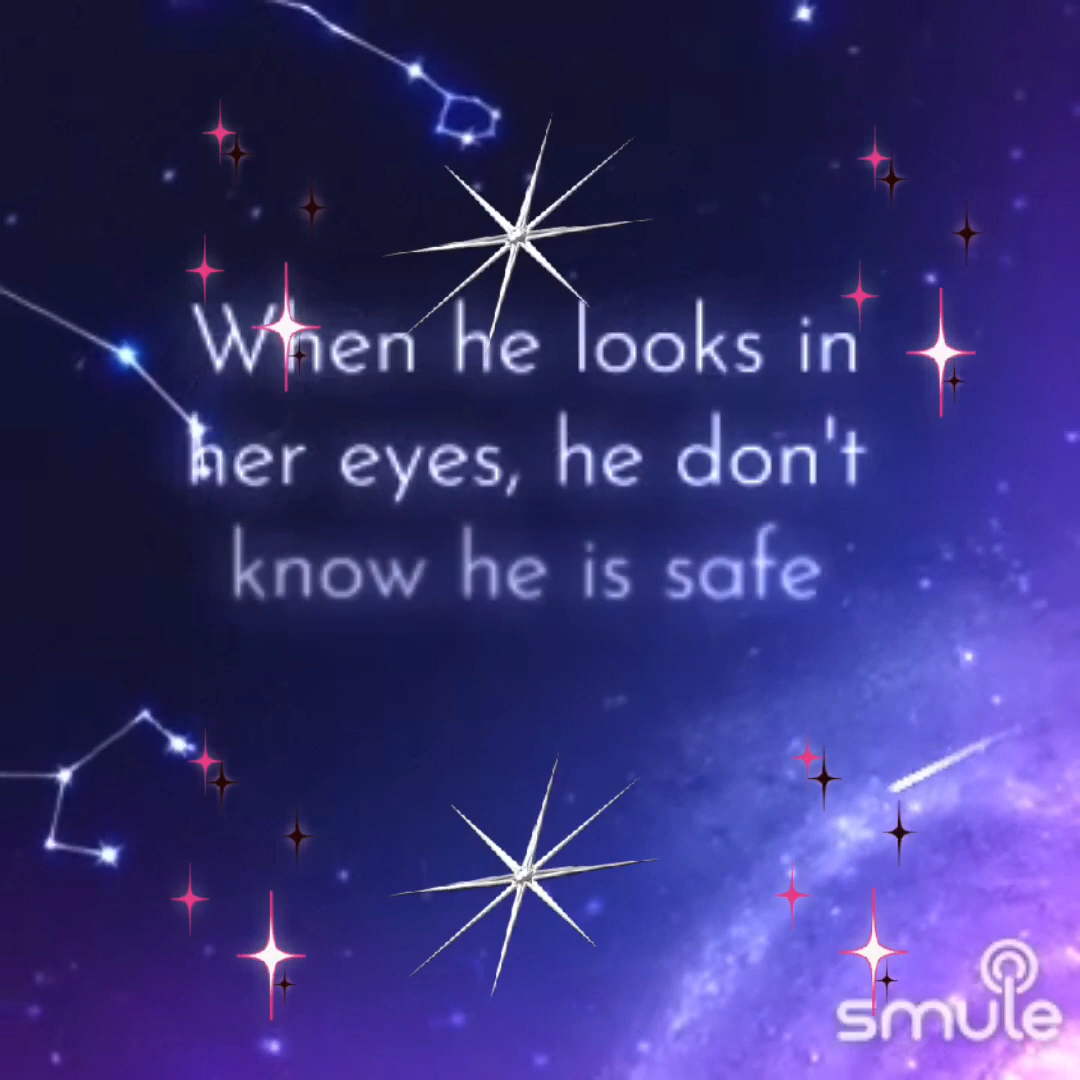 When he looks in
her eyes, he don't
know he is safe
smule